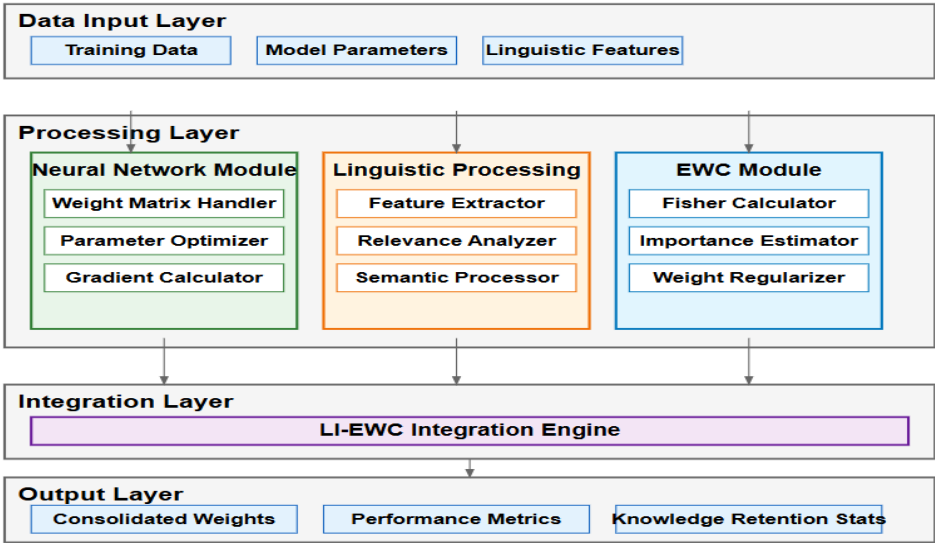 Data Input Layer
Training Data
Model Parameters
Linguistic Features
Processing Layer
Neural Network Module
Weight Matrix Handler
Parameter Optimizer
Gradient Calculator
Linguistic Processing
Feature Extractor
Relevance Analyzer
Semantic Processor
EWC Module
Fisher Calculator
Importance Estimator
Weight Regularizer
Integration Layer
LI-EWC Integration Engine
Output Layer
Consolidated Weights
Performance Metrics
Knowledge Retention Stats